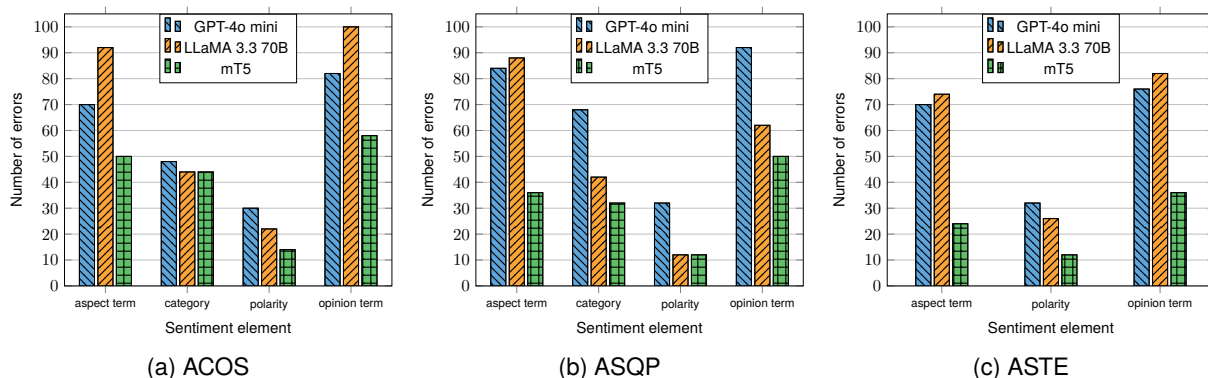 GPT-4o mini
LLaMA 3.3 70B
mT5
100
90
80
70
60
50
40
30
20
10
0
Number of errors
aspect term category polarity opinion term
Sentiment element
(a) ACOS
GPT-4o mini
LLaMA 3.3 70B
mT5
100
90
80
70
60
50
40
30
20
10
0
Number of errors
aspect term category polarity opinion term
Sentiment element
(b) ASQP
GPT-4o mini
LLaMA 3.3 70B
mT5
100
90
80
70
60
50
40
30
20
10
0
Number of errors
aspect term polarity opinion term
Sentiment element
(c) ASTE